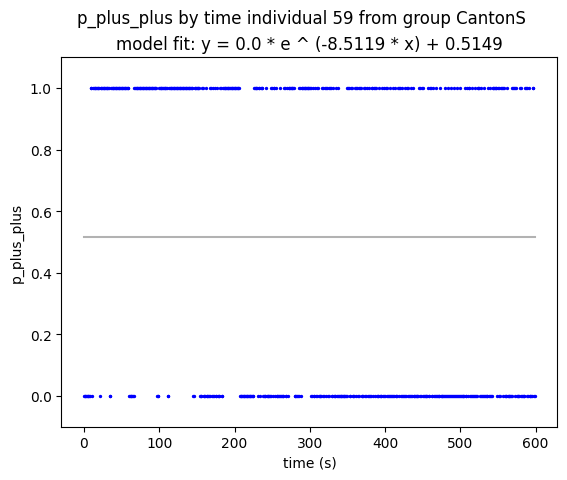 p_plus_plus by time individual 59 from group CantonS
model fit: y = 0.0 * e ^ (-8.5119 * x) + 0.5149
1.0
0.8
0.6
0.4
0.2
0.0
p_plus_plus
0 100 200 300 400 500 600
time (s)